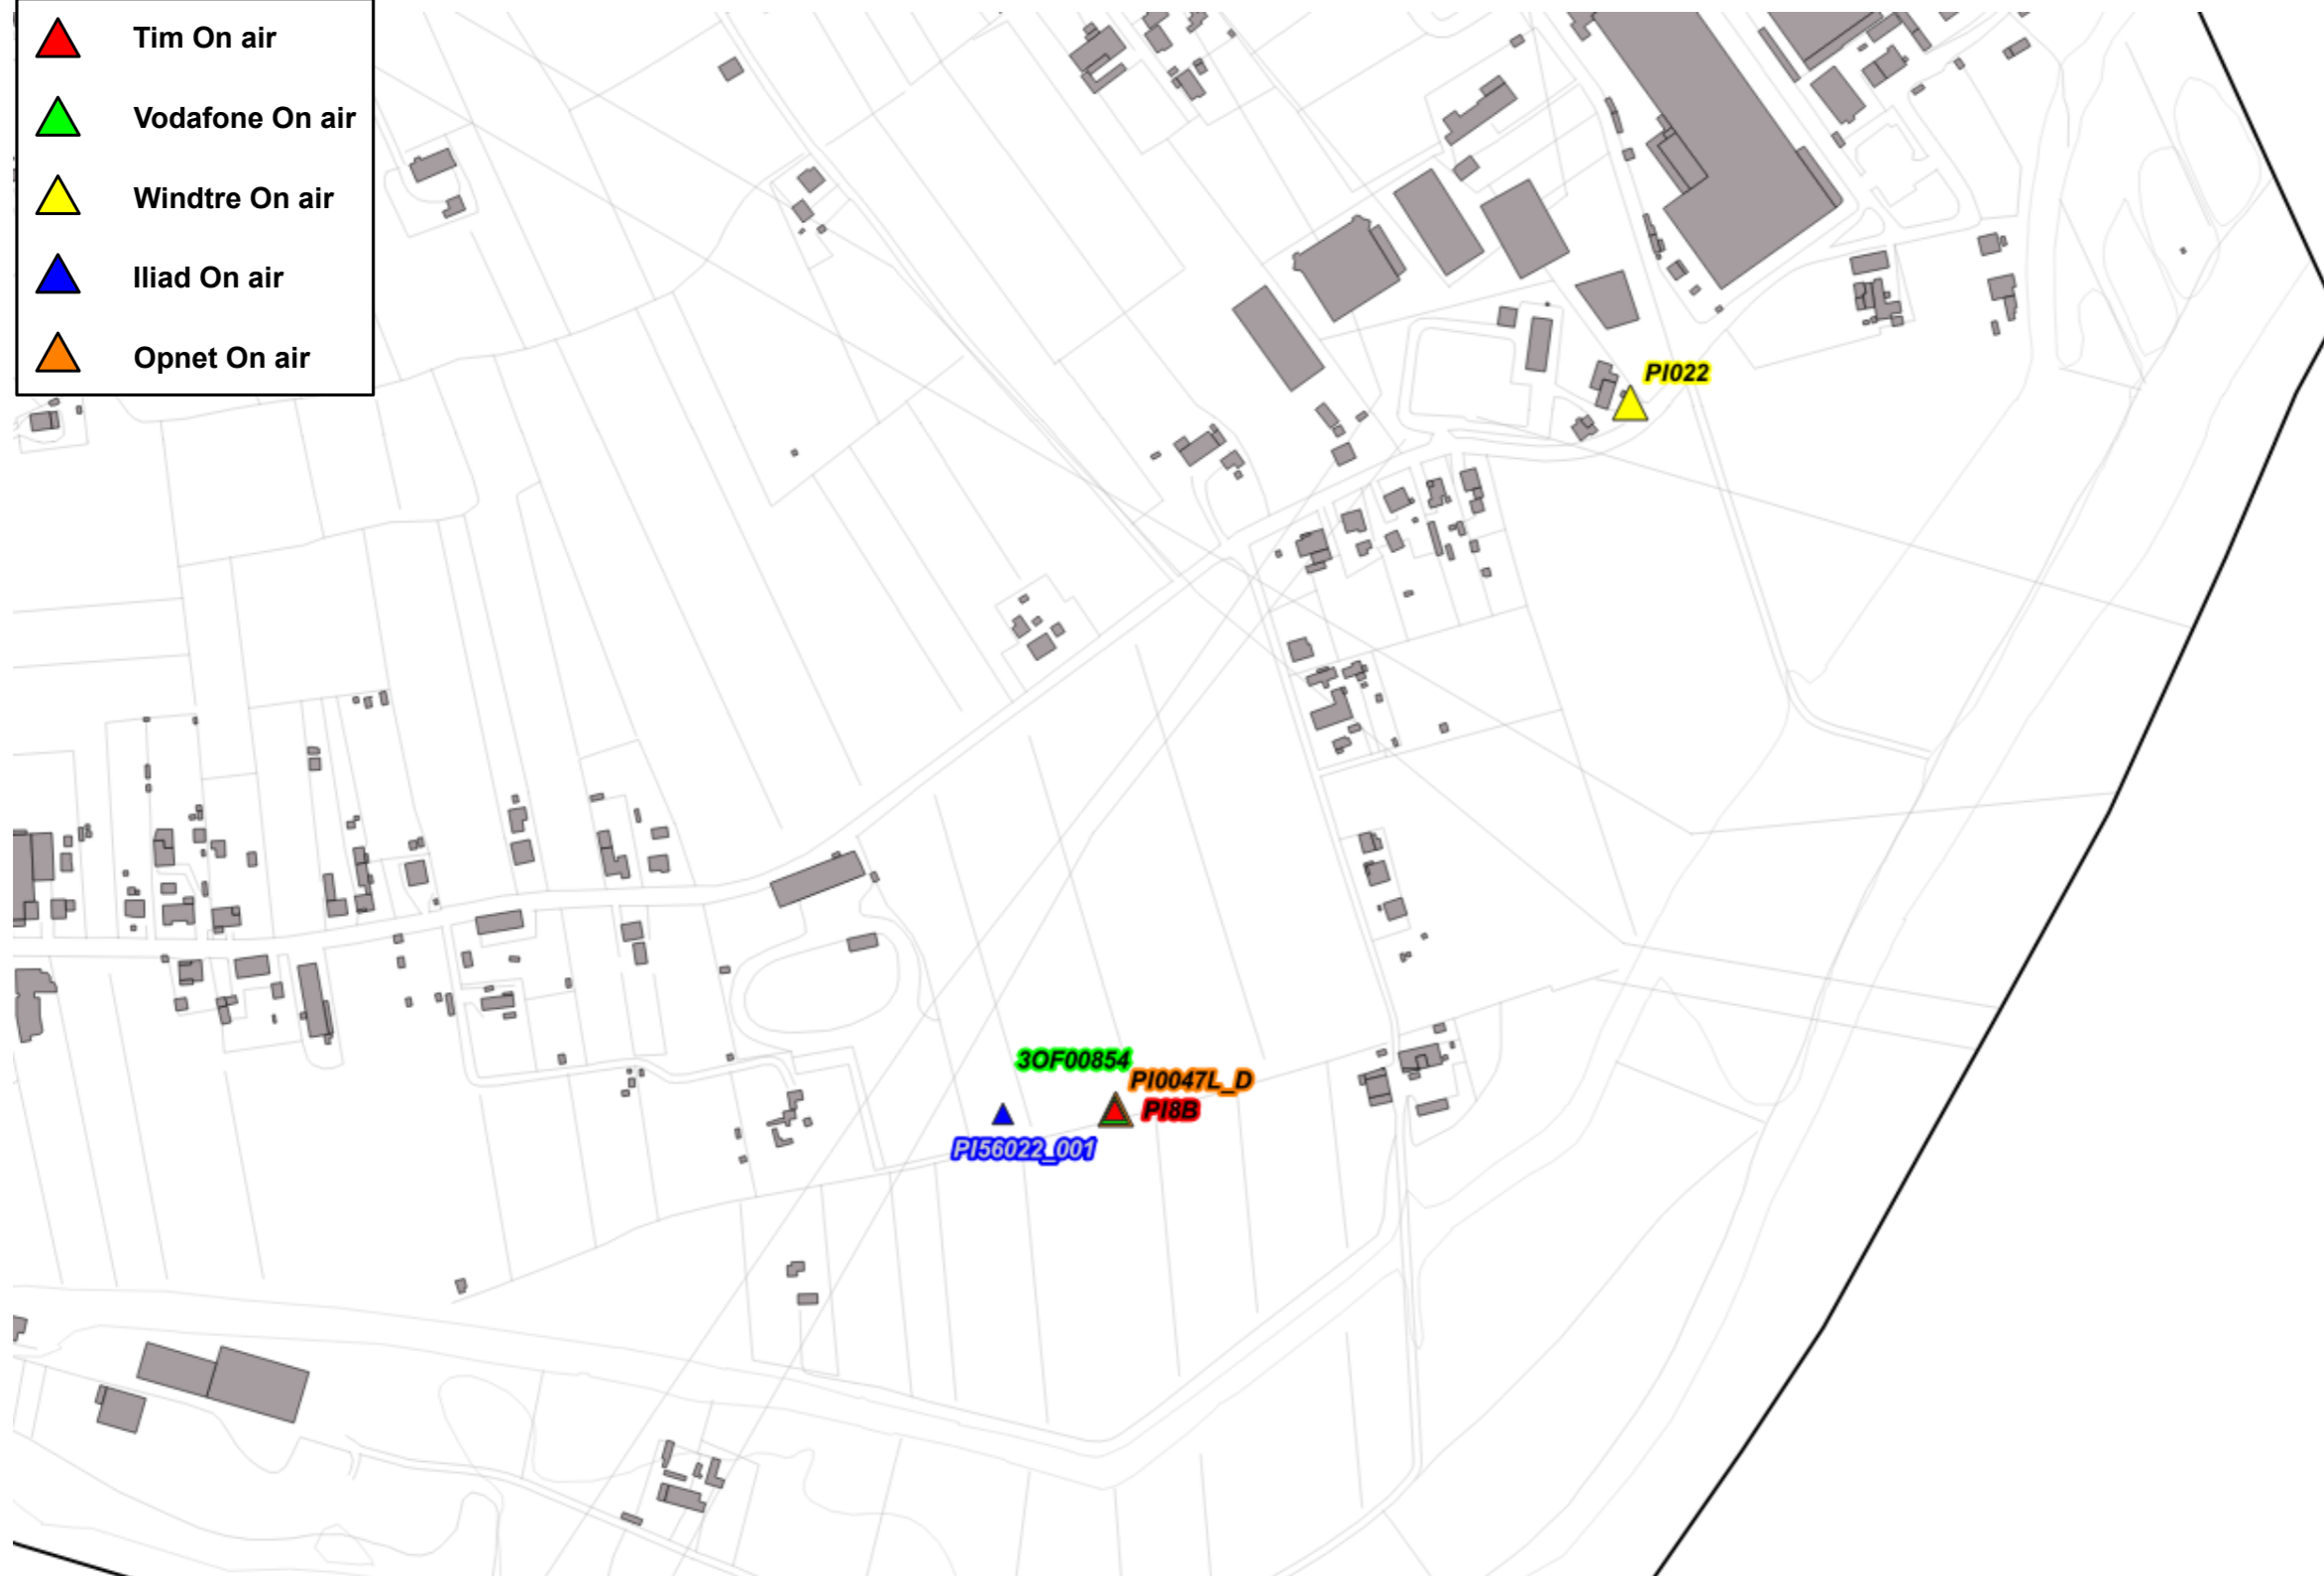 Tim On air
Vodafone On air
Windtre On air
Iliad On air
Opnet On air
PI022
3OF00854
PI0047L_D
PI8B
PI56022_001